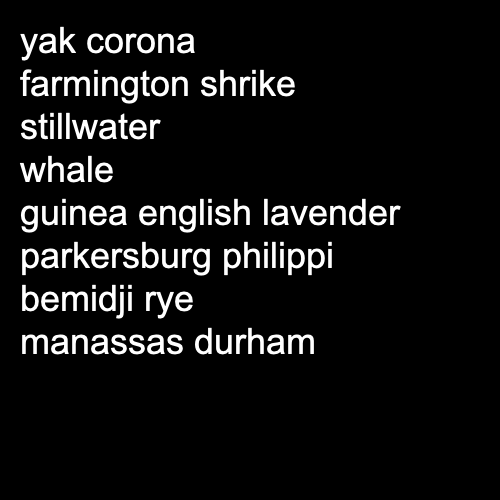 yak corona
farmington shrike
stillwater
whale
guinea english lavender
parkersburg philippi
bemidji rye
manassas durham